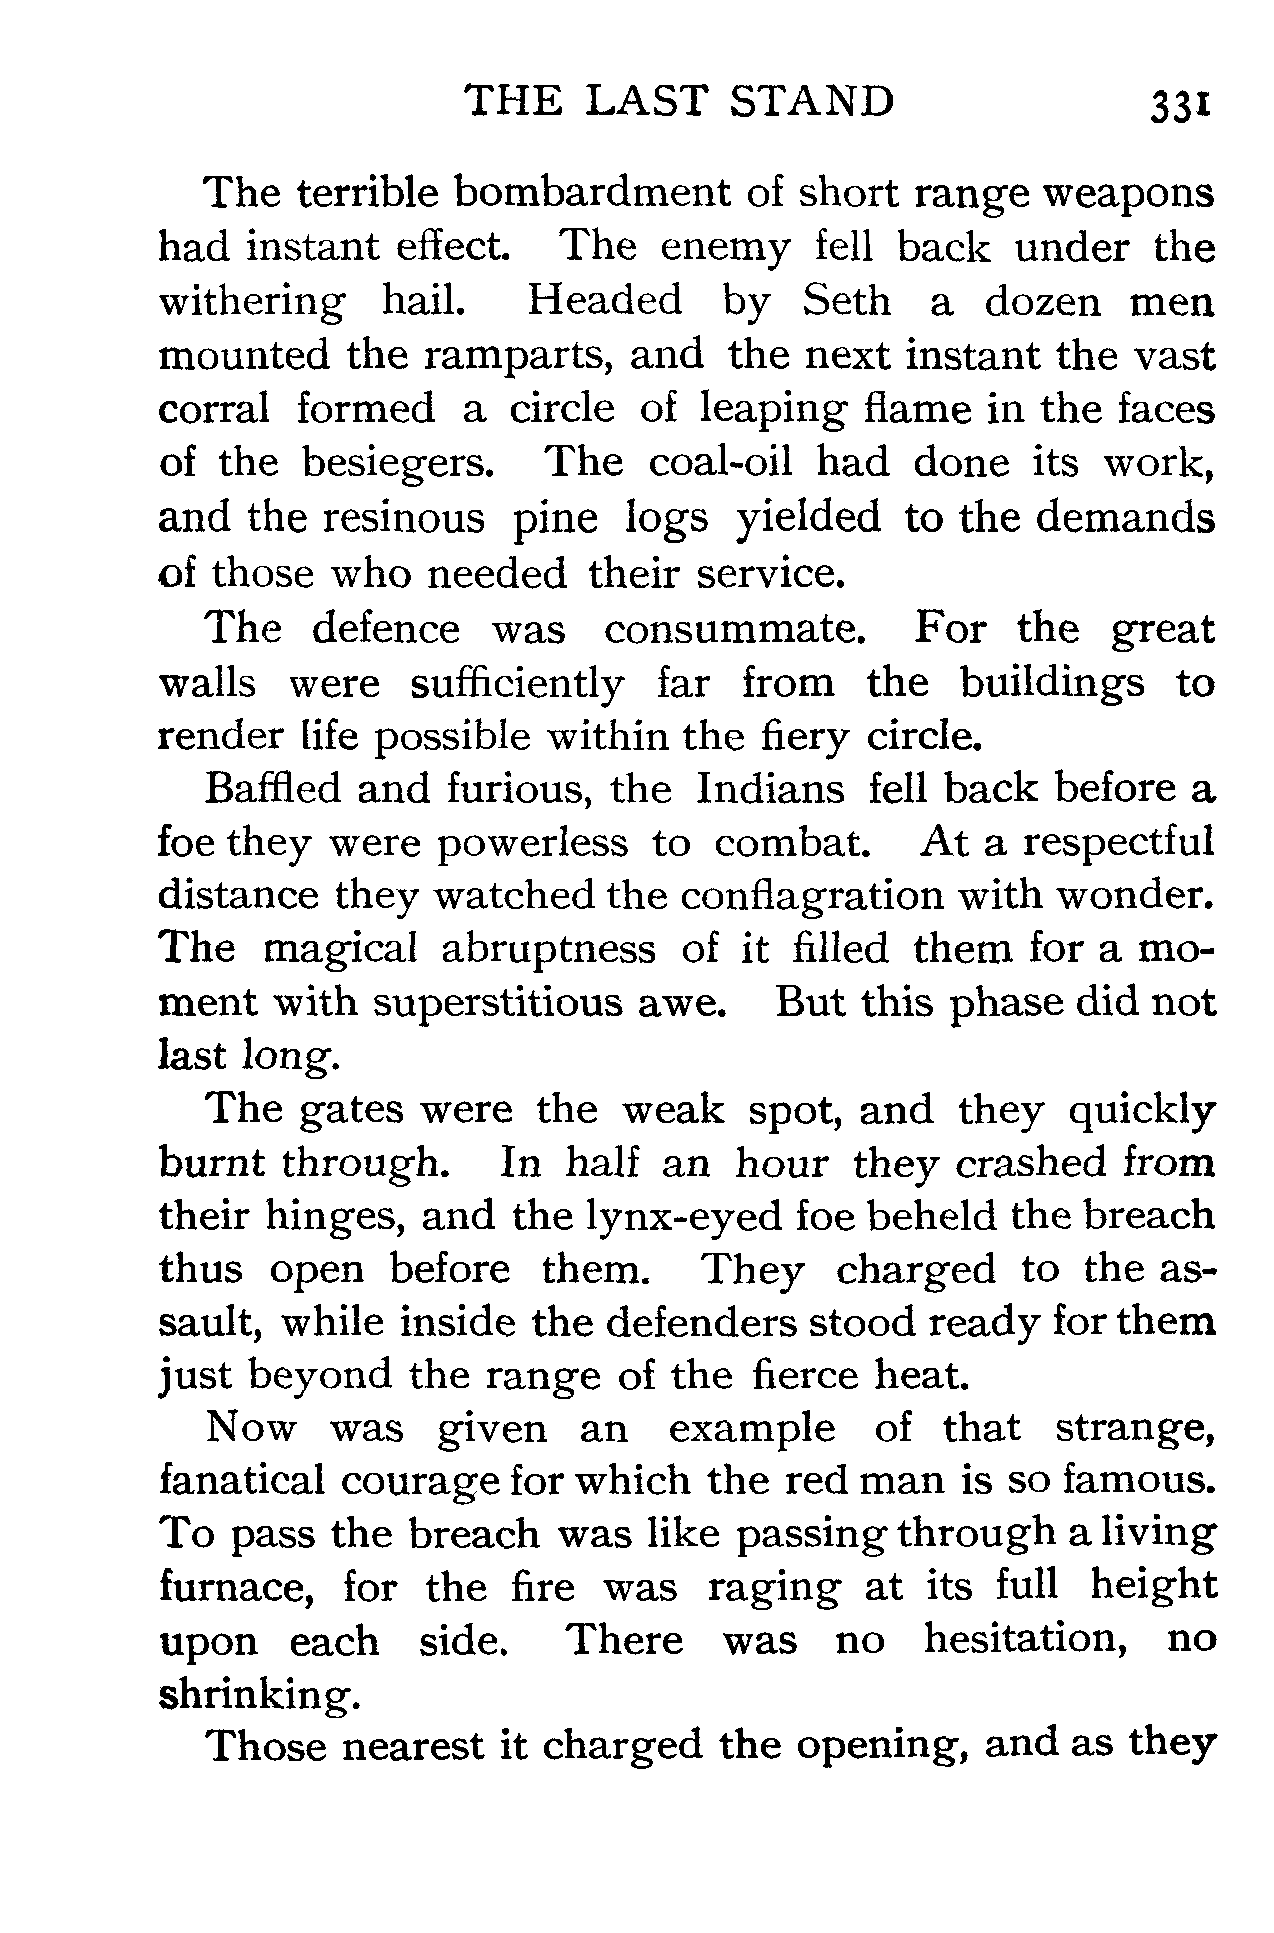 THE LAST STAND 331
The terrible bombardment of short range weapons
had instant effect. The enemy fell back under the
withering hail. Headed by Seth a dozen men
mounted the ramparts, and the next instant the vast
corral formed a circle of leaping flame in the faces
of the besiegers. The coal-oil had done its work,
and the resinous pine logs yielded to the demands
of those who needed their service.
The defence was consummate. For the great
walls were sufficiently far from the buildings to
render life possible within the fiery circle.
Baffled and furious, the Indians fell back before a
foe they were powerless to combat. At a respectful
distance they watched the conflagration with wonder.
The magical abruptness of it filled them for a mo-
ment with superstitious awe. But this phase did not
last long.
The gates were the weak spot, and they quickly
burnt through. In half an hour they crashed from
their hinges, and the lynx-eyed foe beheld the breach
thus open before them. They charged to the as-
sault, while inside the defenders stood ready for them
just beyond the range of the fierce heat.
Now was given an example of that strange,
fanatical courage for which the red man is so famous.
To pass the breach was like passing through a living
furnace, for the fire was raging at its full height
upon each side. There was no hesitation, no
shrinking.
Those nearest it charged the opening, and as they